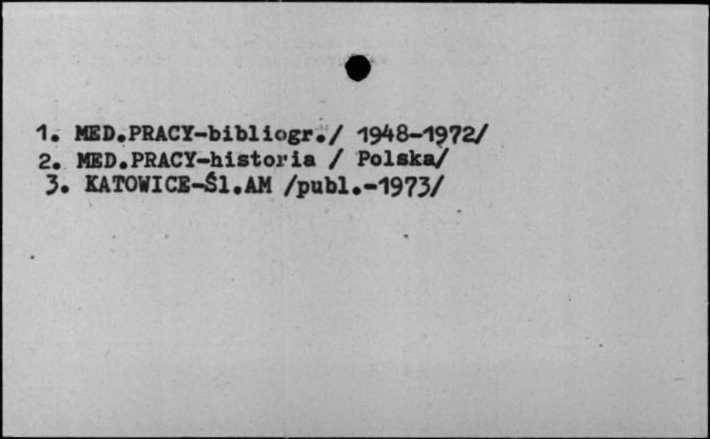 1. MED.PRACY-bibliogr./ 1948-1972/
2. MED.PRACY-historia / Polska/
3. KATOWICE-Śl.AM /publ.-1973/